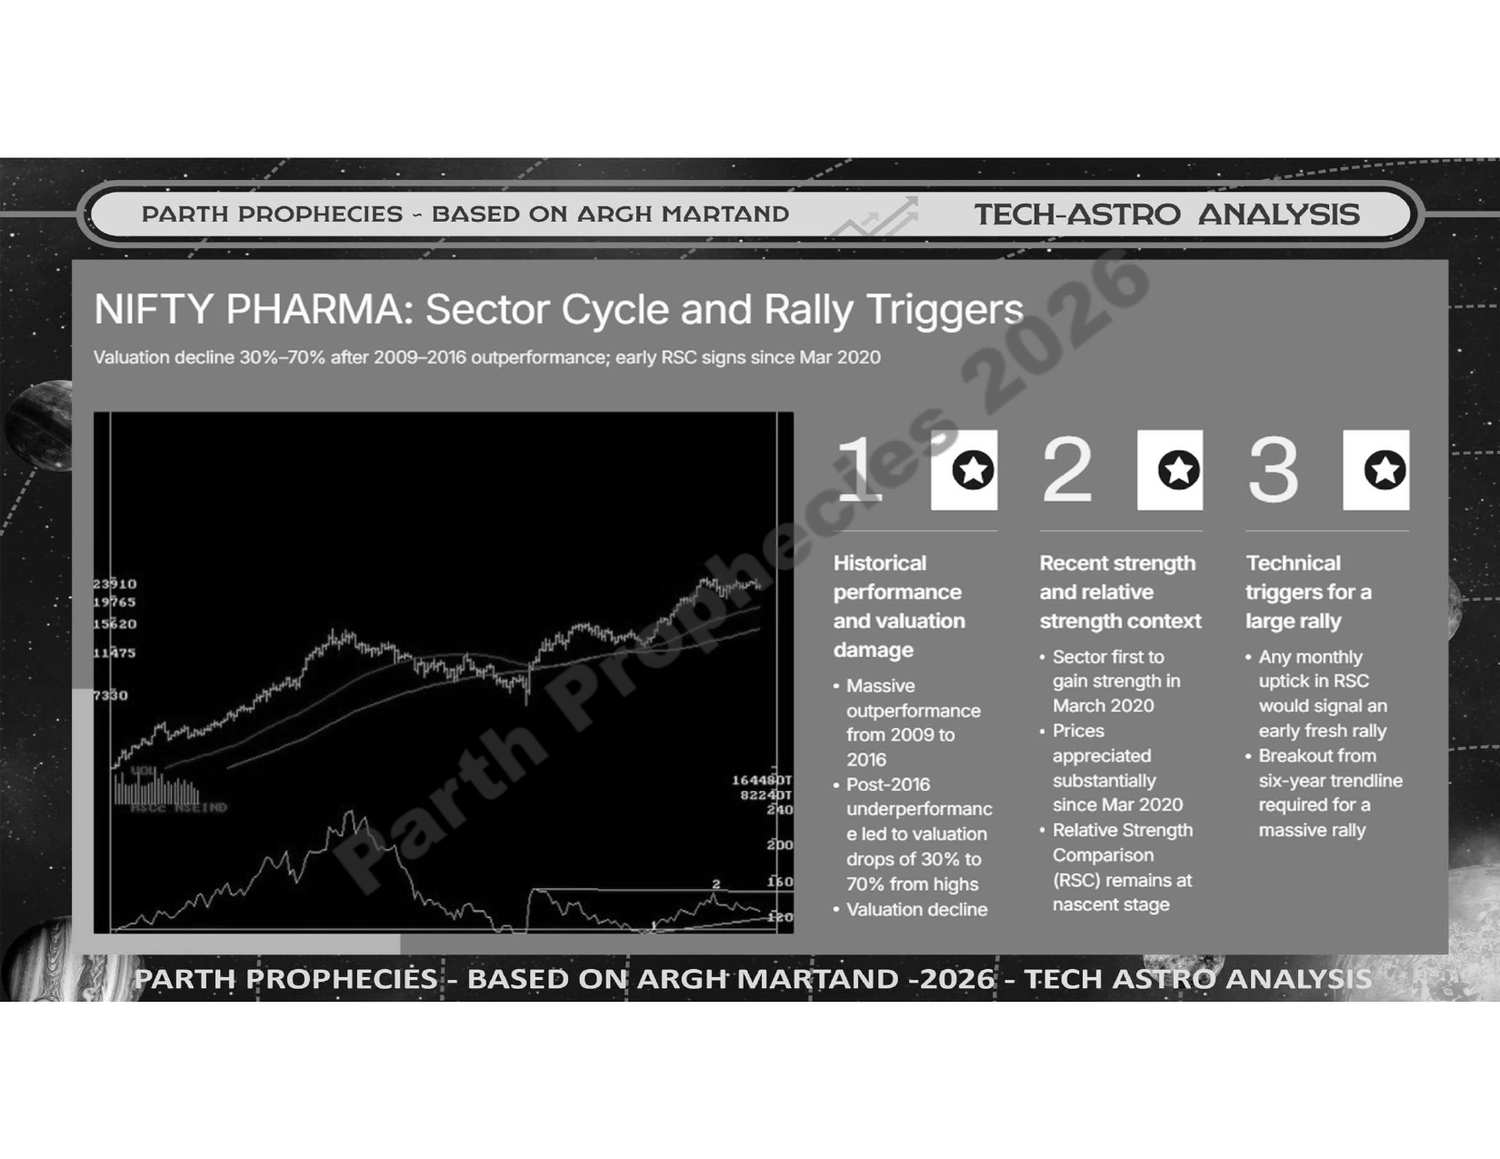 PARTH PROPHECIES ~ BASED ON ARGH MARTAND
TECH-ASTRO ANALYSIS
NIFTY PHARMA: Sector Cycle and Rally Triggers
Valuation decline 30%–70% after 2009–2016 outperformance; early RSC signs since Mar 2020
23910
19765
15620
11475
7330
VOL
RSCc NSEIND
164480T
82240T
240
200
160
120
2
1
1
Historical
performance
and valuation
damage
• Massive
outperformance
from 2009 to
2016
• Post-2016
underperformanc
e led to valuation
drops of 30% to
70% from highs
• Valuation decline
2
Recent strength
and relative
strength context
• Sector first to
gain strength in
March 2020
• Prices
appreciated
substantially
since Mar 2020
• Relative Strength
Comparison
(RSC) remains at
nascent stage
3
Technical
triggers for a
large rally
• Any monthly
uptick in RSC
would signal an
early fresh rally
• Breakout from
six-year trendline
required for a
massive rally
Parth Prophecies 2026
PARTH PROPHECIES - BASED ON ARGH MARTAND -2026 - TECH ASTRO ANALYSIS